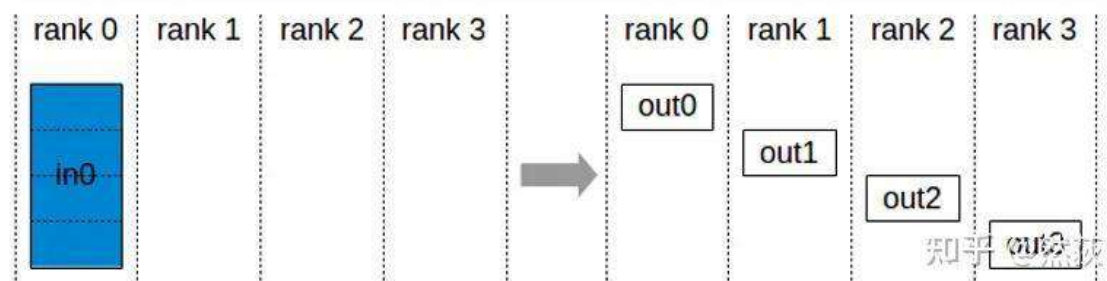 rank 0 rank 1 rank 2 rank 3 rank 0 rank 1 rank 2 rank 3
out0
out1
in0
out2
out3
知乎